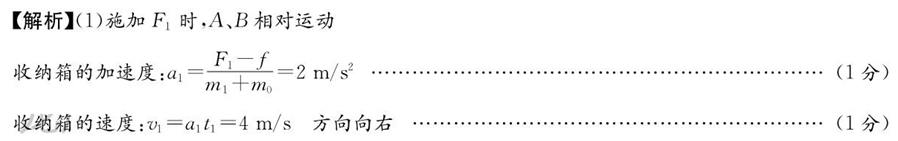 【解析】(1)施加 F₁ 时,A、B 相对运动
收纳箱的加速度:a₁=(F₁-f)/(m₁+m₀)=2 m/s² ………………………………………………………… (1 分)
收纳箱的速度:v₁=a₁t₁=4 m/s 方向向右 …………………………………………………… (1 分)